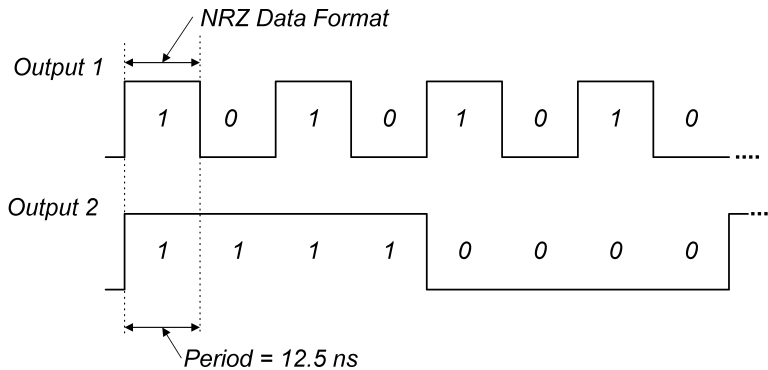 NRZ Data Format
Output 1
1 0 1 0 1 0 1 0 ....
Output 2
...
1 1 1 1 0 0 0 0
Period = 12.5 ns